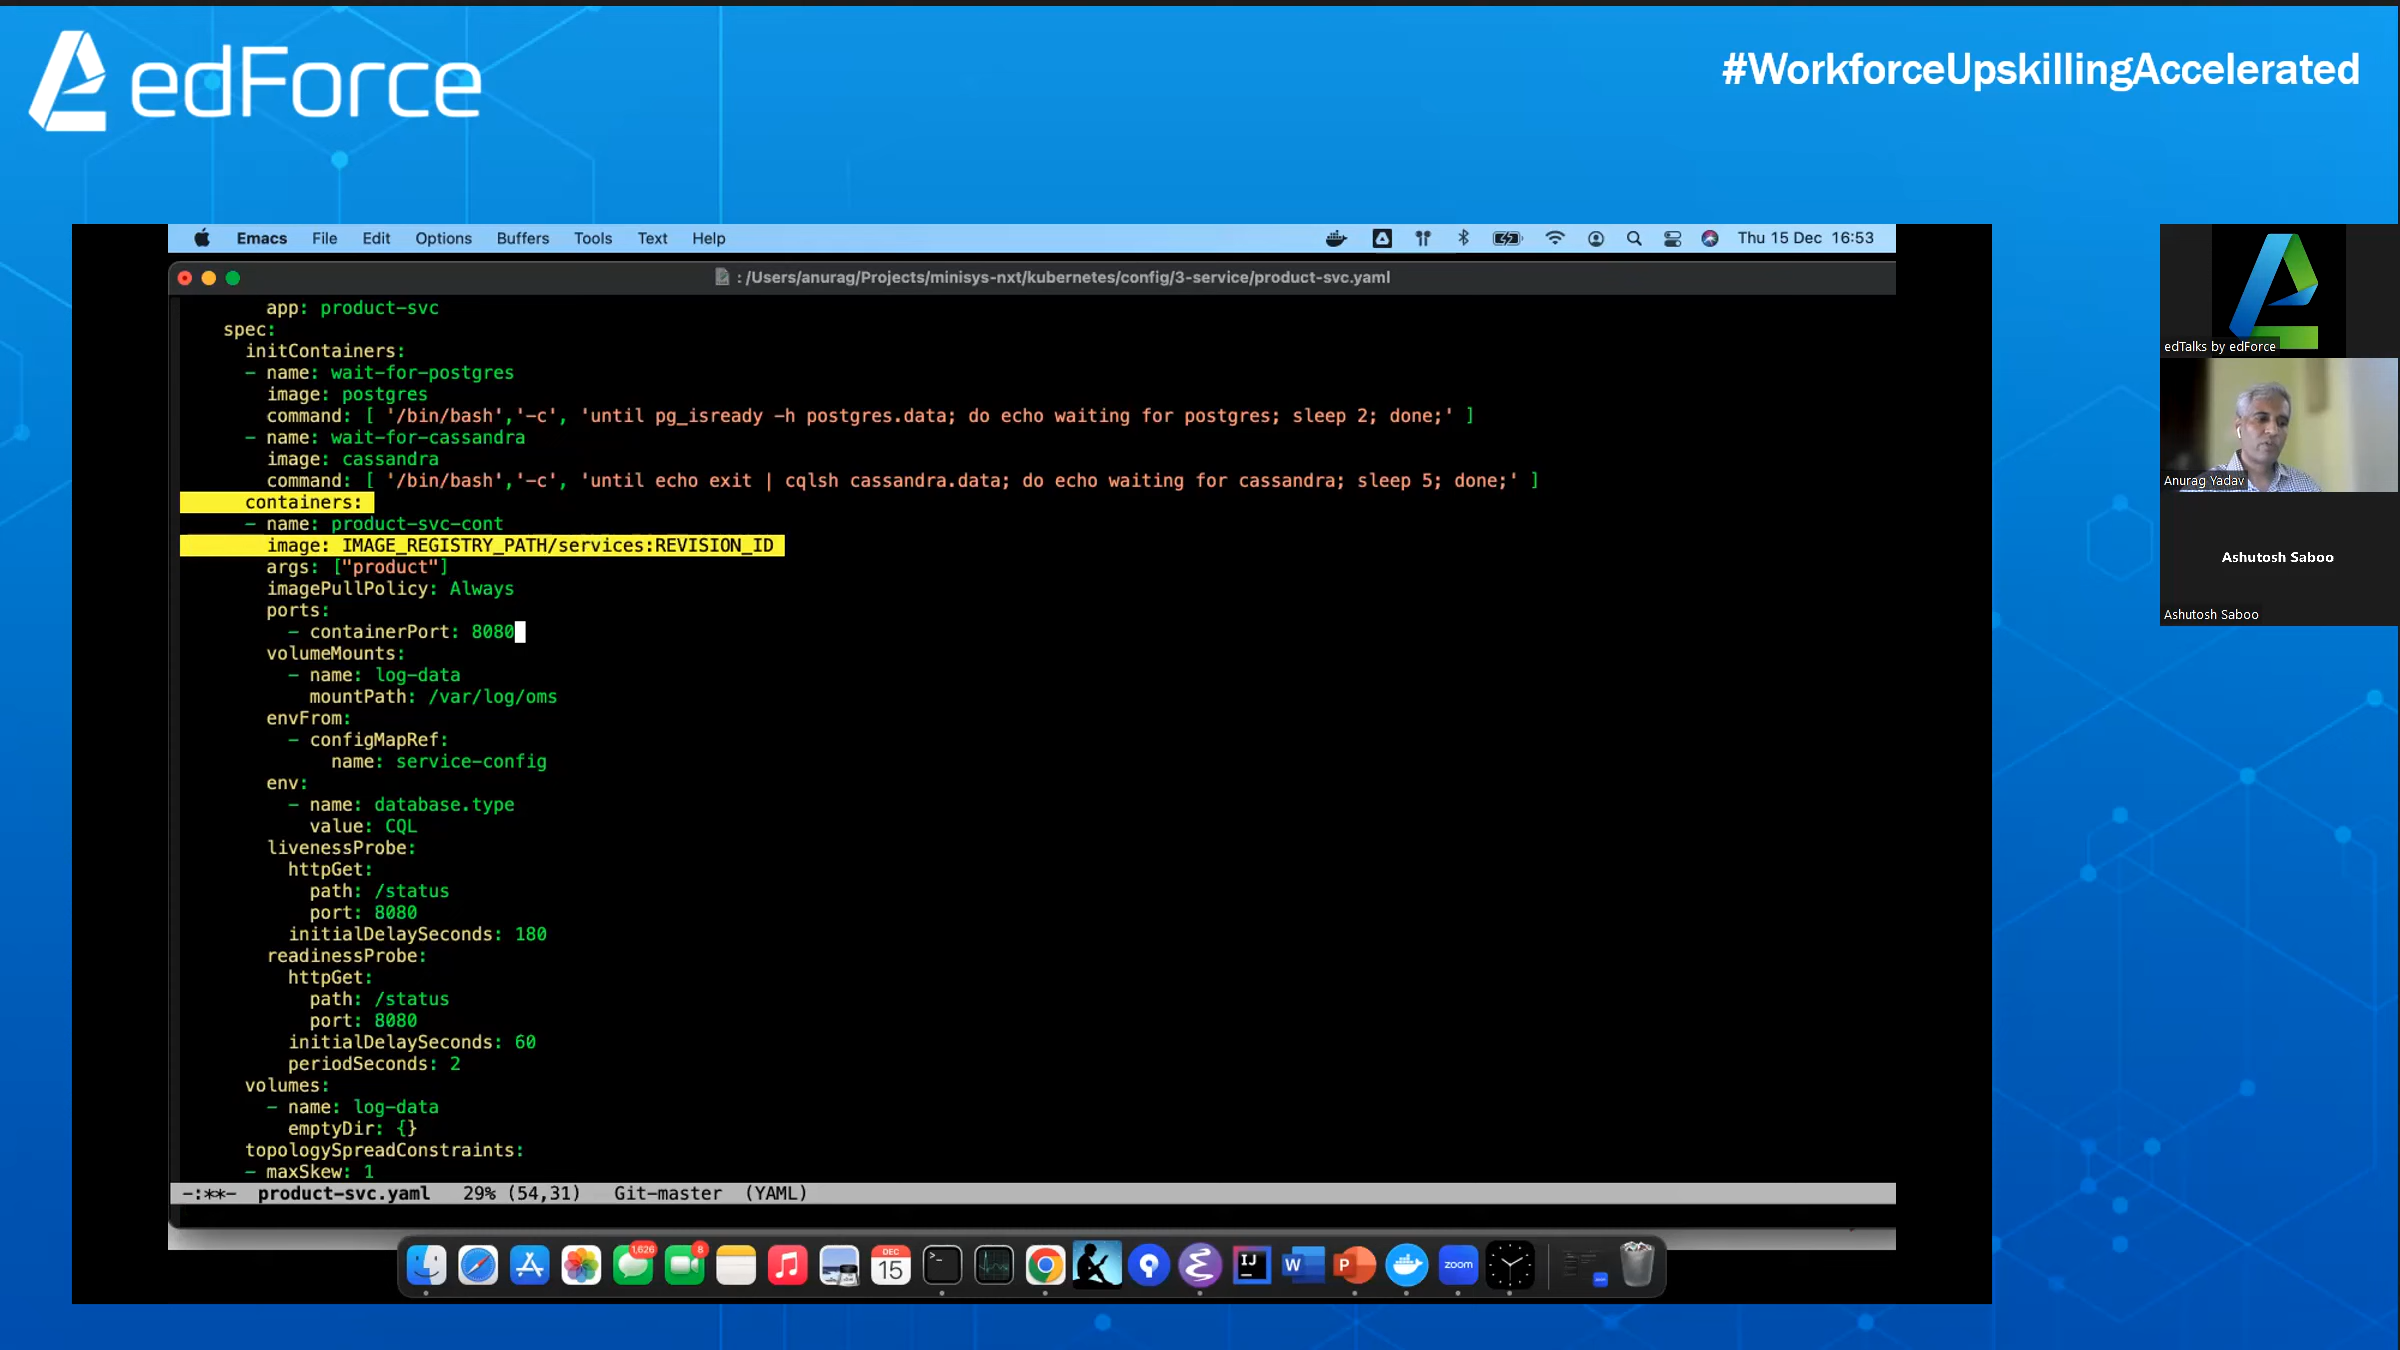 edForce
#WorkforceUpskillingAccelerated
Emacs File Edit Options Buffers Tools Text Help
Thu 15 Dec 16:53
: /Users/anurag/Projects/minisys-nxt/kubernetes/config/3-service/product-svc.yaml
app: product-svc
spec:
initContainers:
- name: wait-for-postgres
image: postgres
command: [ '/bin/bash','-c', 'until pg_isready -h postgres.data; do echo waiting for postgres; sleep 2; done;' ]
- name: wait-for-cassandra
image: cassandra
command: [ '/bin/bash','-c', 'until echo exit | cqlsh cassandra.data; do echo waiting for cassandra; sleep 5; done;' ]
containers:
- name: product-svc-cont
image: IMAGE_REGISTRY_PATH/services:REVISION_ID
args: ["product"]
imagePullPolicy: Always
ports:
- containerPort: 8080
volumeMounts:
- name: log-data
mountPath: /var/log/oms
envFrom:
- configMapRef:
name: service-config
env:
- name: database.type
value: CQL
livenessProbe:
httpGet:
path: /status
port: 8080
initialDelaySeconds: 180
readinessProbe:
httpGet:
path: /status
port: 8080
initialDelaySeconds: 60
periodSeconds: 2
volumes:
- name: log-data
emptyDir: {}
topologySpreadConstraints:
- maxSkew: 1
-:**- product-svc.yaml 29% (54,31) Git-master (YAML)
1,626
8
DEC
15
IJ
W
P
zoom
edTalks by edForce
Anurag Yadav
Ashutosh Saboo
Ashutosh Saboo